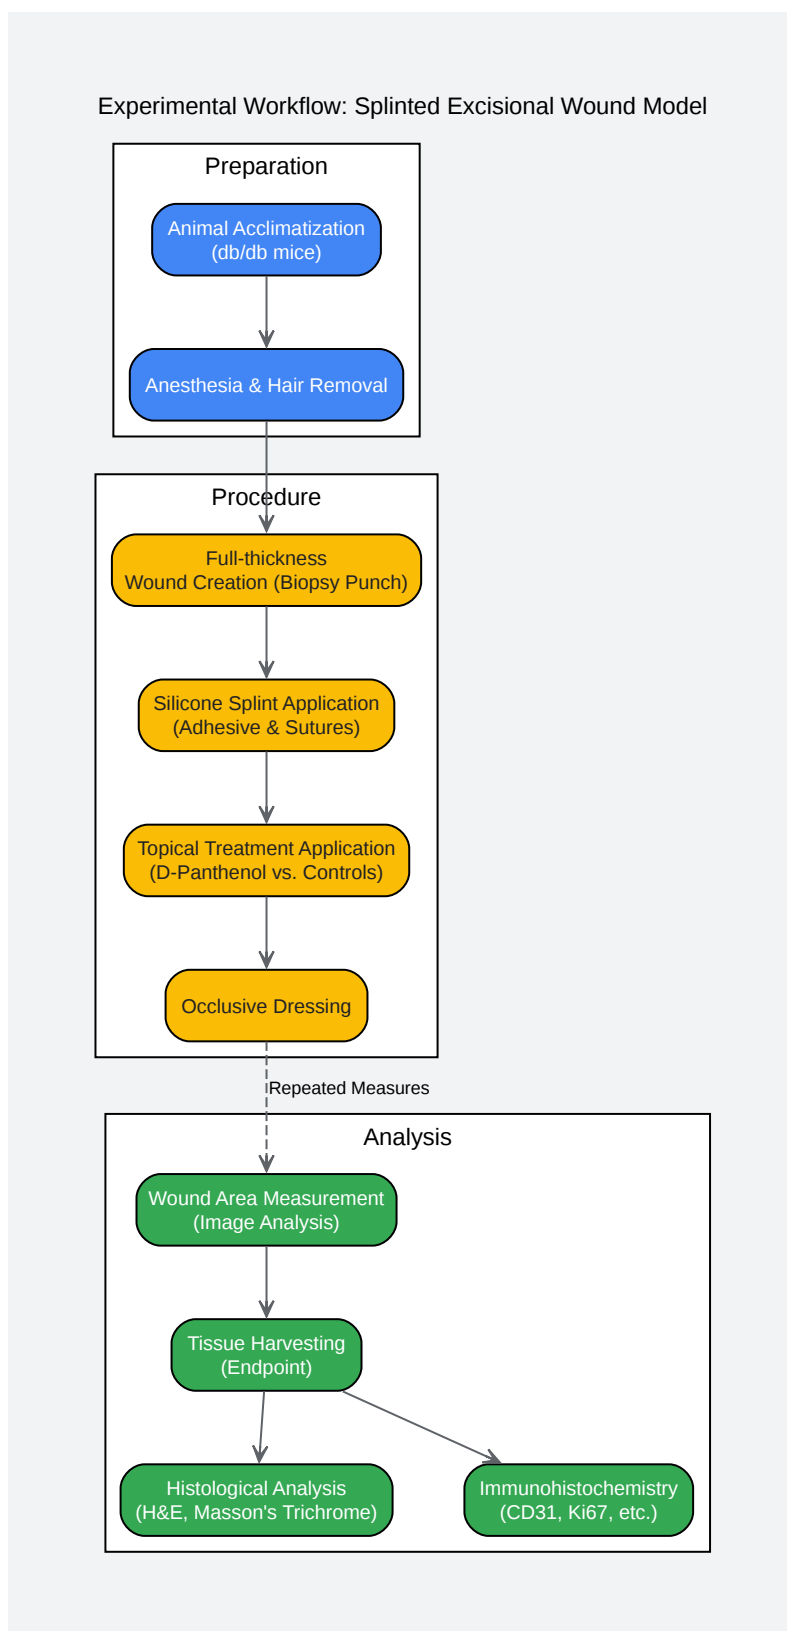 Experimental Workflow: Splinted Excisional Wound Model
Preparation
Animal Acclimatization
(db/db mice)
Anesthesia & Hair Removal
Procedure
Full-thickness
Wound Creation (Biopsy Punch)
Silicone Splint Application
(Adhesive & Sutures)
Topical Treatment Application
(D-Panthenol vs. Controls)
Occlusive Dressing
Repeated Measures
Analysis
Wound Area Measurement
(Image Analysis)
Tissue Harvesting
(Endpoint)
Histological Analysis
(H&E, Masson's Trichrome)
Immunohistochemistry
(CD31, Ki67, etc.)